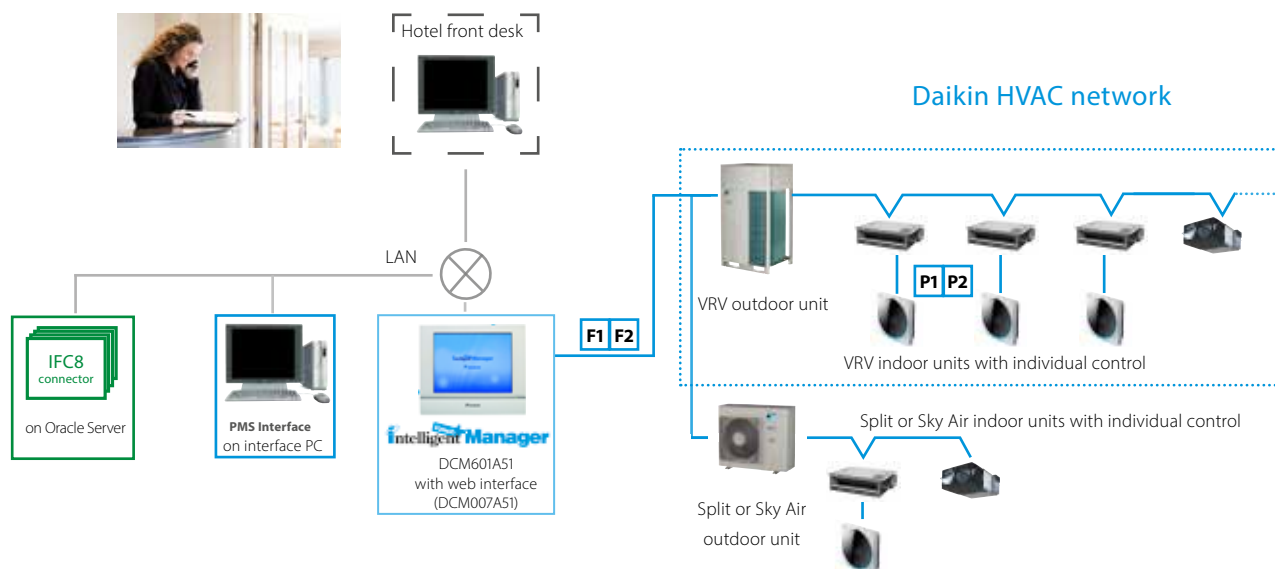 Hotel front desk
Daikin HVAC network
LAN
IFC8
connector
on Oracle Server
PMS Interface
on interface PC
intelligent Manager
DCM601A51
with web interface
(DCM007A51)
F1 F2
VRV outdoor unit
P1 P2
VRV indoor units with individual control
Split or Sky Air indoor units with individual control
Split or Sky Air
outdoor unit